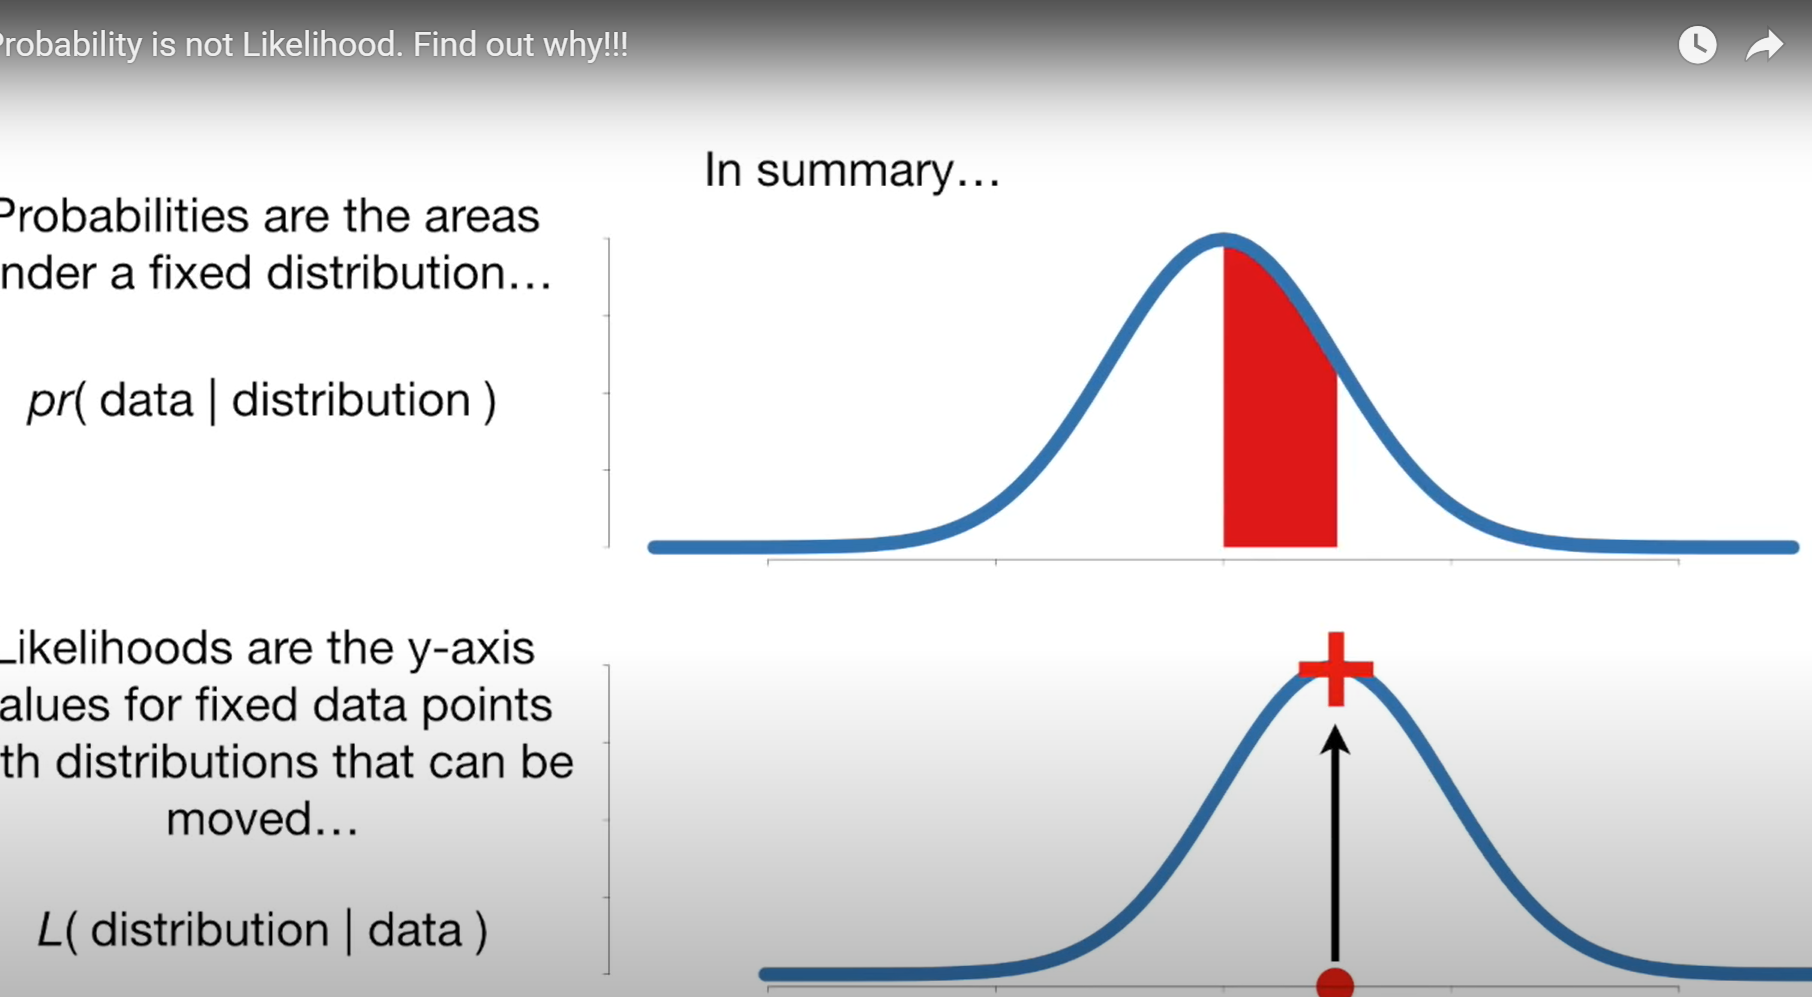 robability is not Likelihood. Find out why!!!
In summary...
Probabilities are the areas
nder a fixed distribution...
pr( data | distribution )
Likelihoods are the y-axis
alues for fixed data points
th distributions that can be
moved...
L( distribution | data )